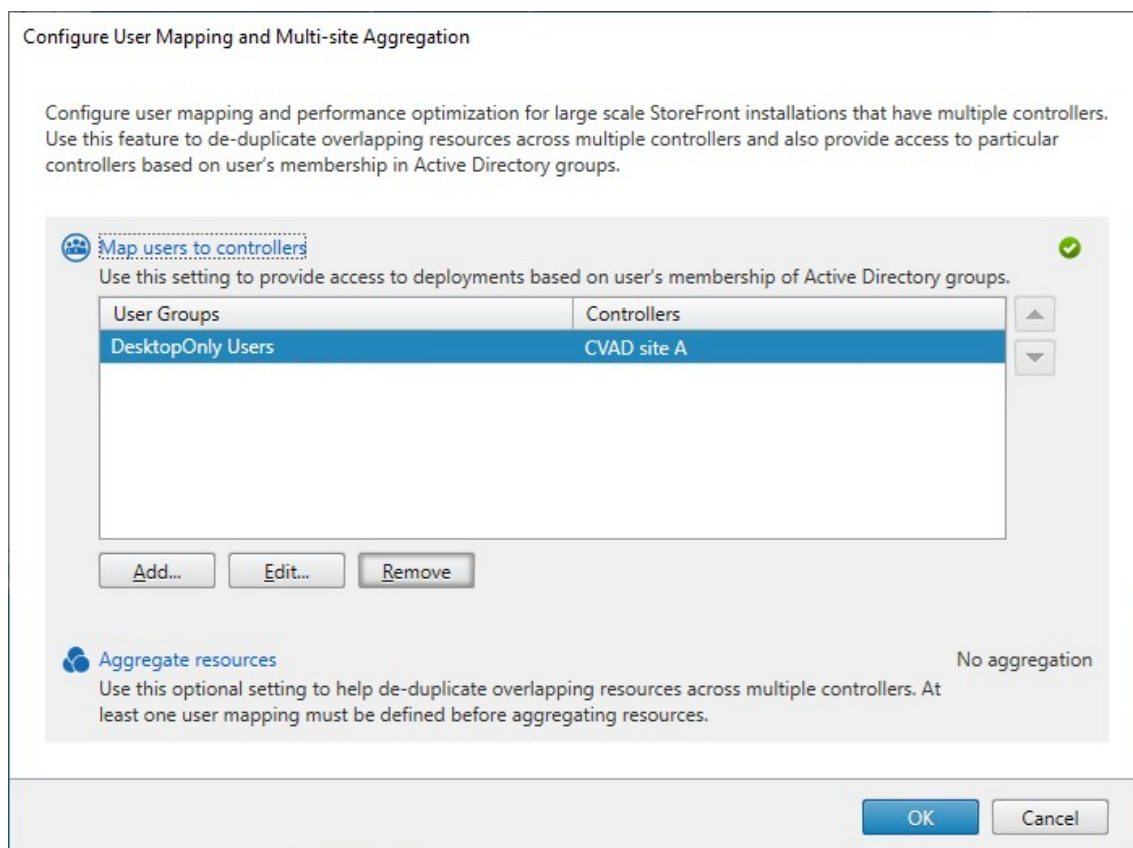 Configure User Mapping and Multi-site Aggregation
Configure user mapping and performance optimization for large scale StoreFront installations that have multiple controllers.
Use this feature to de-duplicate overlapping resources across multiple controllers and also provide access to particular
controllers based on user's membership in Active Directory groups.
Map users to controllers
Use this setting to provide access to deployments based on user's membership of Active Directory groups.
User Groups Controllers
DesktopOnly Users CVAD site A
Add... Edit... Remove
Aggregate resources No aggregation
Use this optional setting to help de-duplicate overlapping resources across multiple controllers. At
least one user mapping must be defined before aggregating resources.
OK Cancel